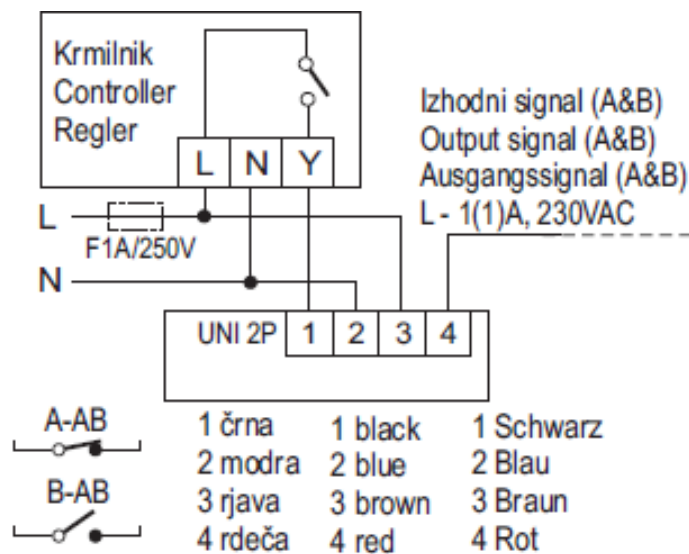 Krmilnik
Controller
Regler
L N Y
Izhodni signal (A&B)
Output signal (A&B)
Ausgangssignal (A&B)
L - 1(1)A, 230VAC
L
F1A/250V
N
UNI 2P 1 2 3 4
A-AB
B-AB
1 črna
2 modra
3 rjava
4 rdeča
1 black
2 blue
3 brown
4 red
1 Schwarz
2 Blau
3 Braun
4 Rot